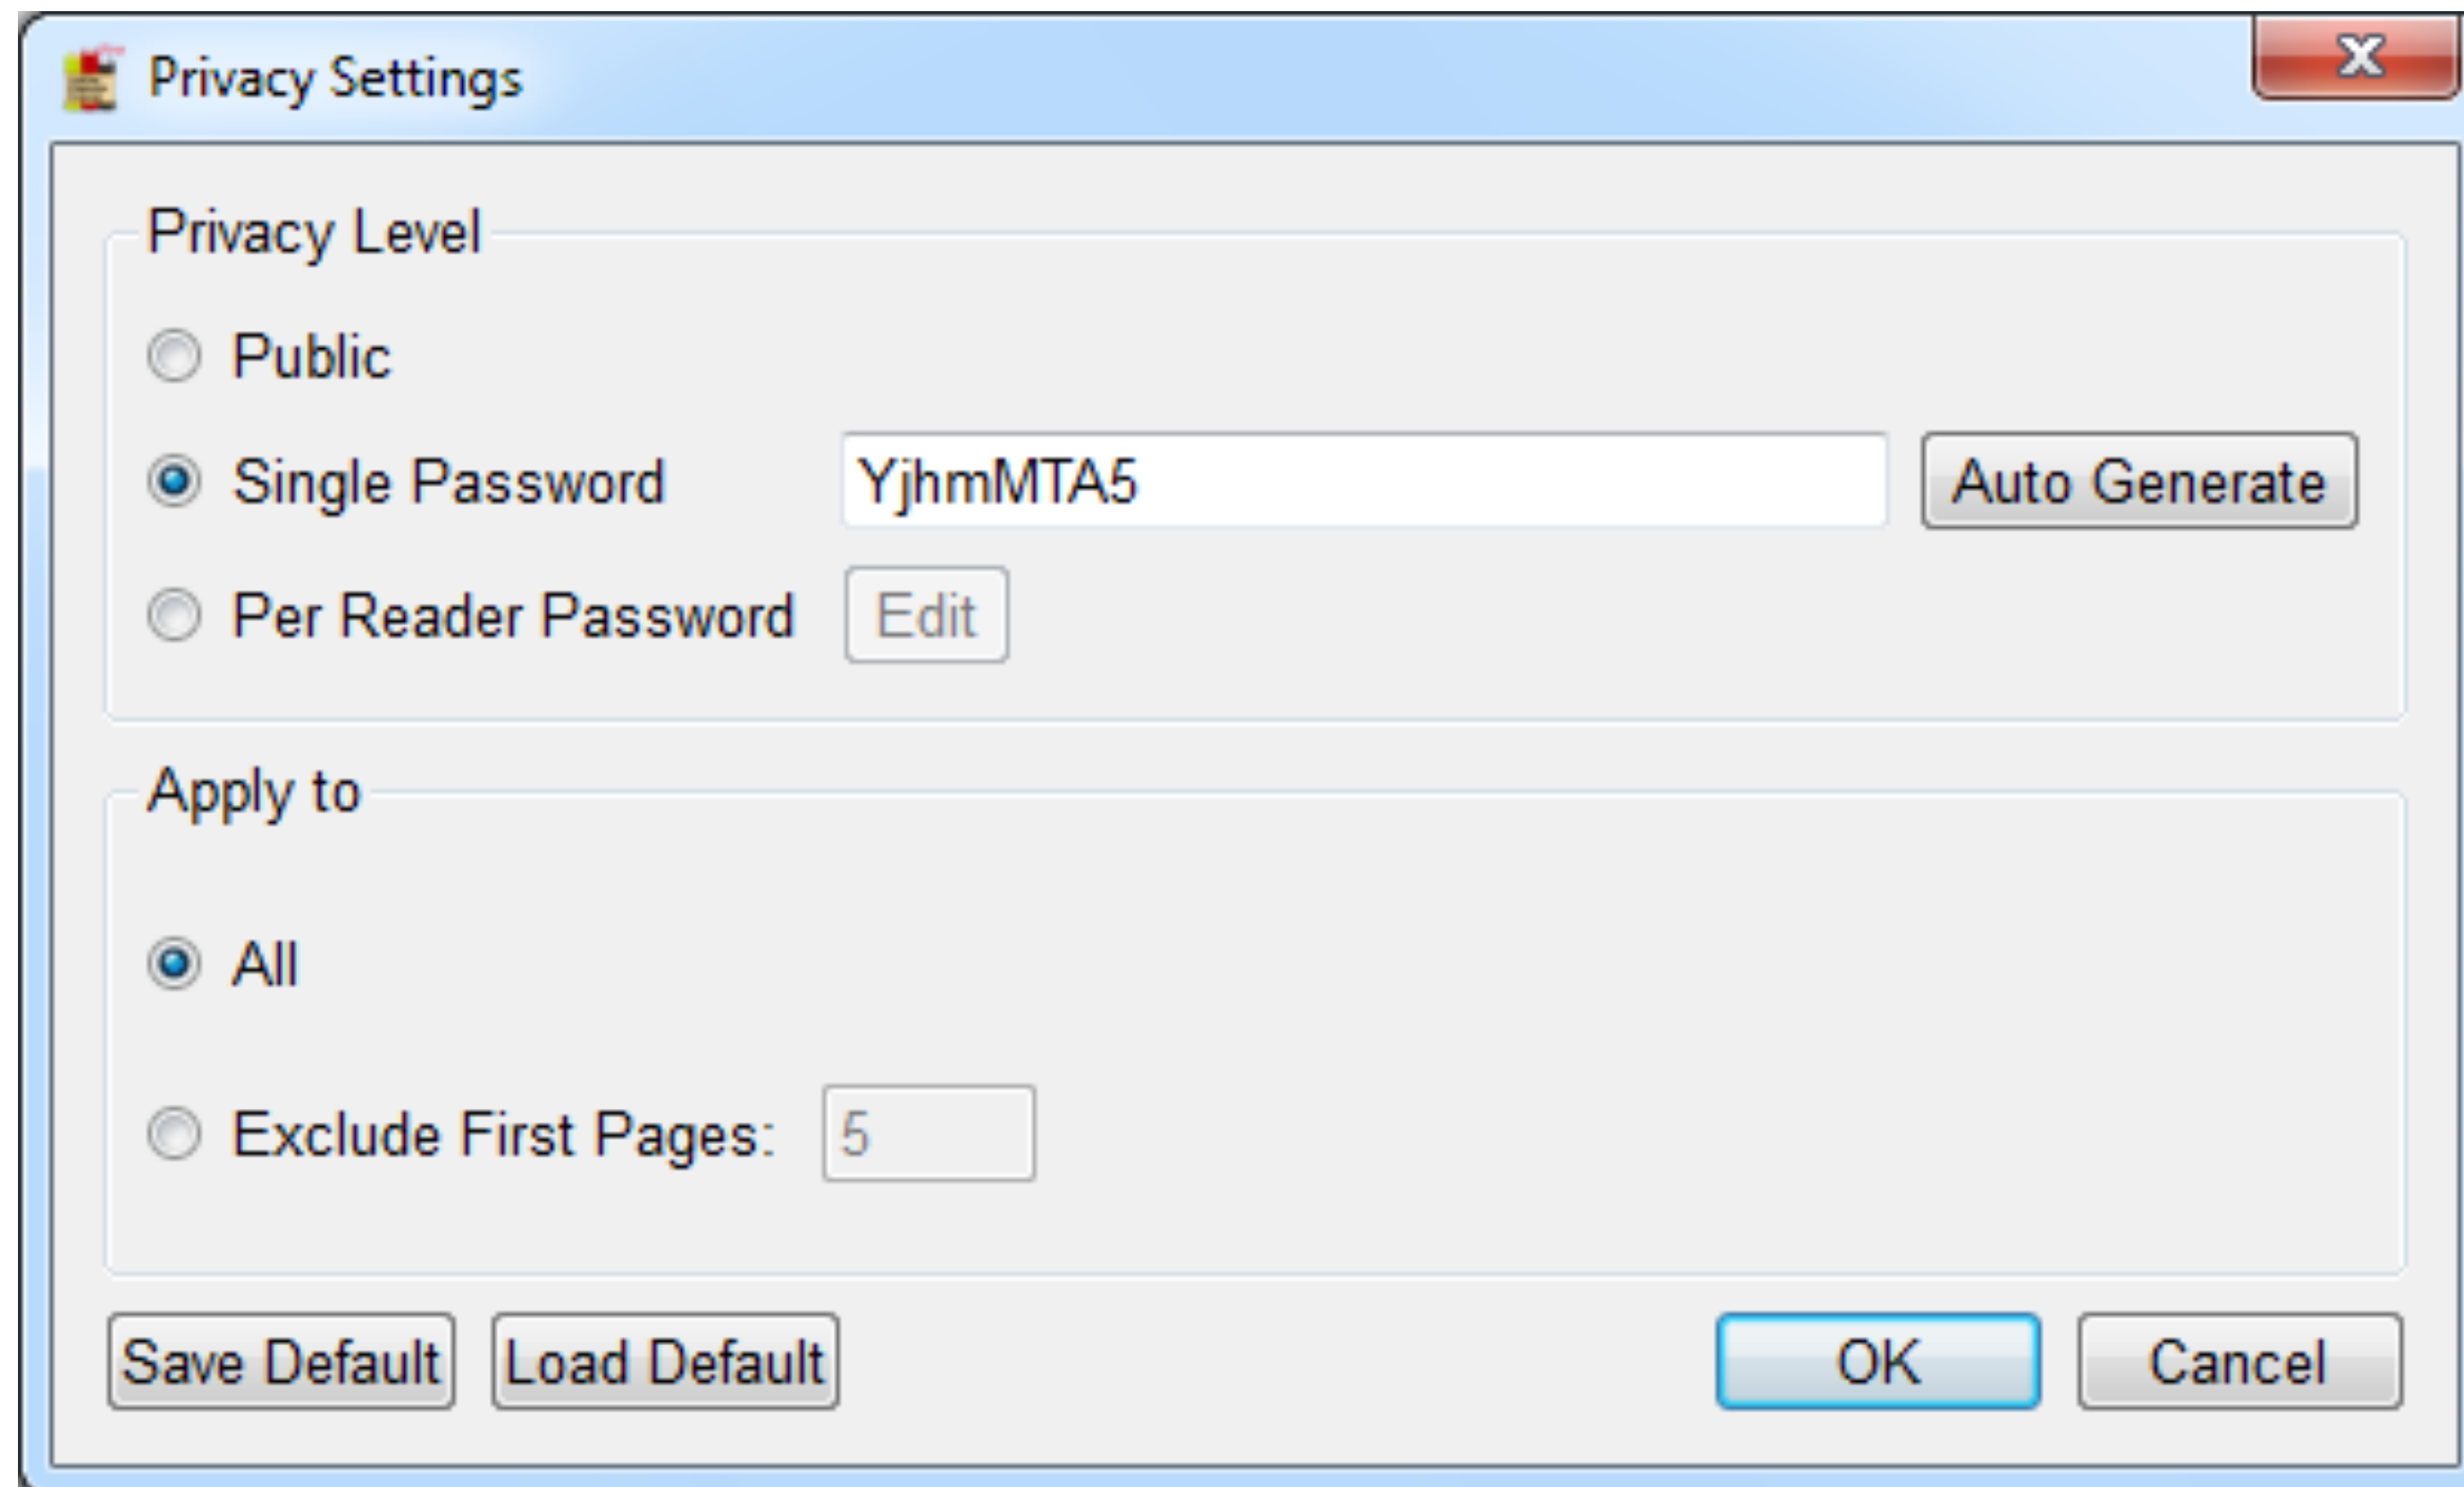 Privacy Settings
Privacy Level
Public
Single Password YjhmMTA5 Auto Generate
Per Reader Password Edit
Apply to
All
Exclude First Pages: 5
Save Default Load Default OK Cancel